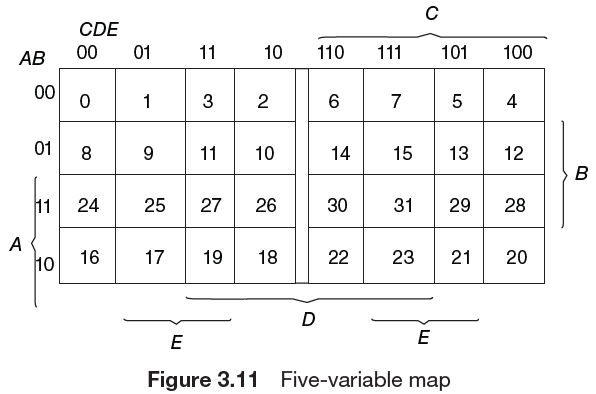 C
CDE
AB 00 01 11 10 110 111 101 100
00 0 1 3 2 6 7 5 4
01 8 9 11 10 14 15 13 12
B
11 24 25 27 26 30 31 29 28
A
10 16 17 19 18 22 23 21 20
D
E E
Figure 3.11 Five-variable map